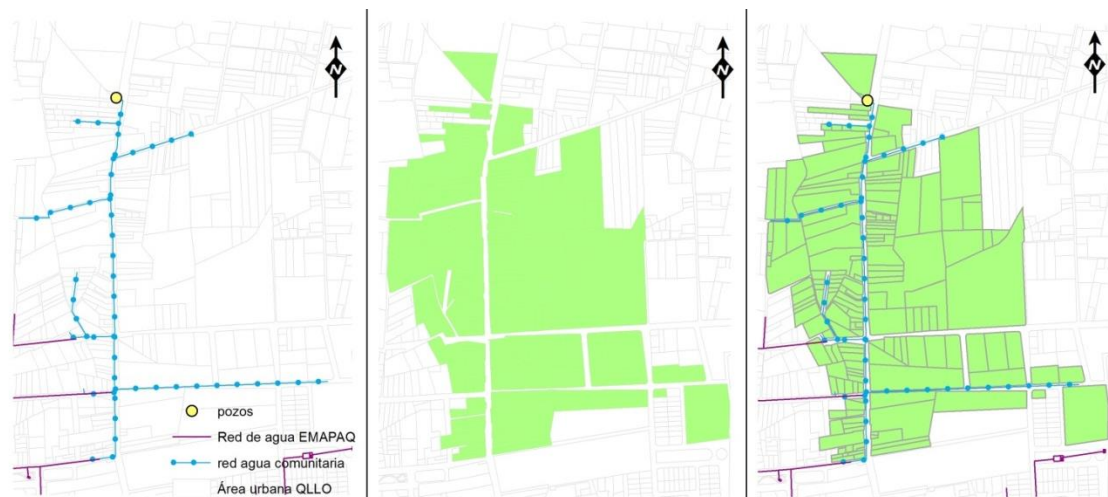 N
N
N
pozos
Red de agua EMAPAQ
red agua comunitaria
Área urbana QLLO